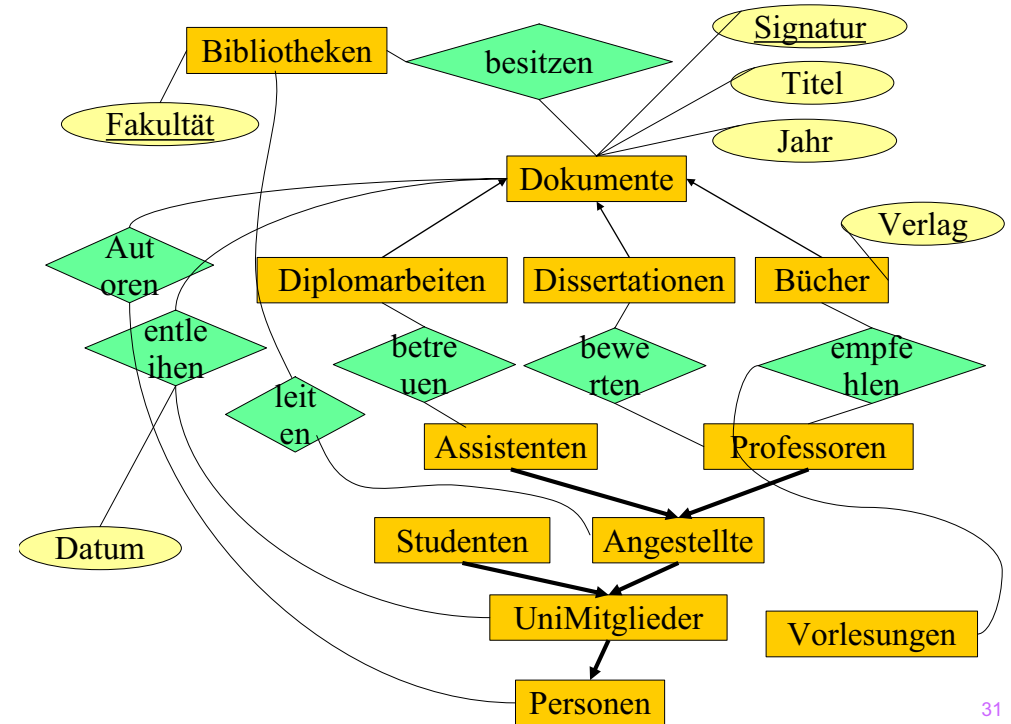 Signatur
Bibliotheken
besitzen
Titel
Fakultät
Jahr
Dokumente
Verlag
Aut
oren
Diplomarbeiten
Dissertationen
Bücher
entle
ihen
betre
uen
bewe
rten
empfe
hlen
leit
en
Assistenten
Professoren
Datum
Studenten
Angestellte
UniMitglieder
Vorlesungen
Personen
31